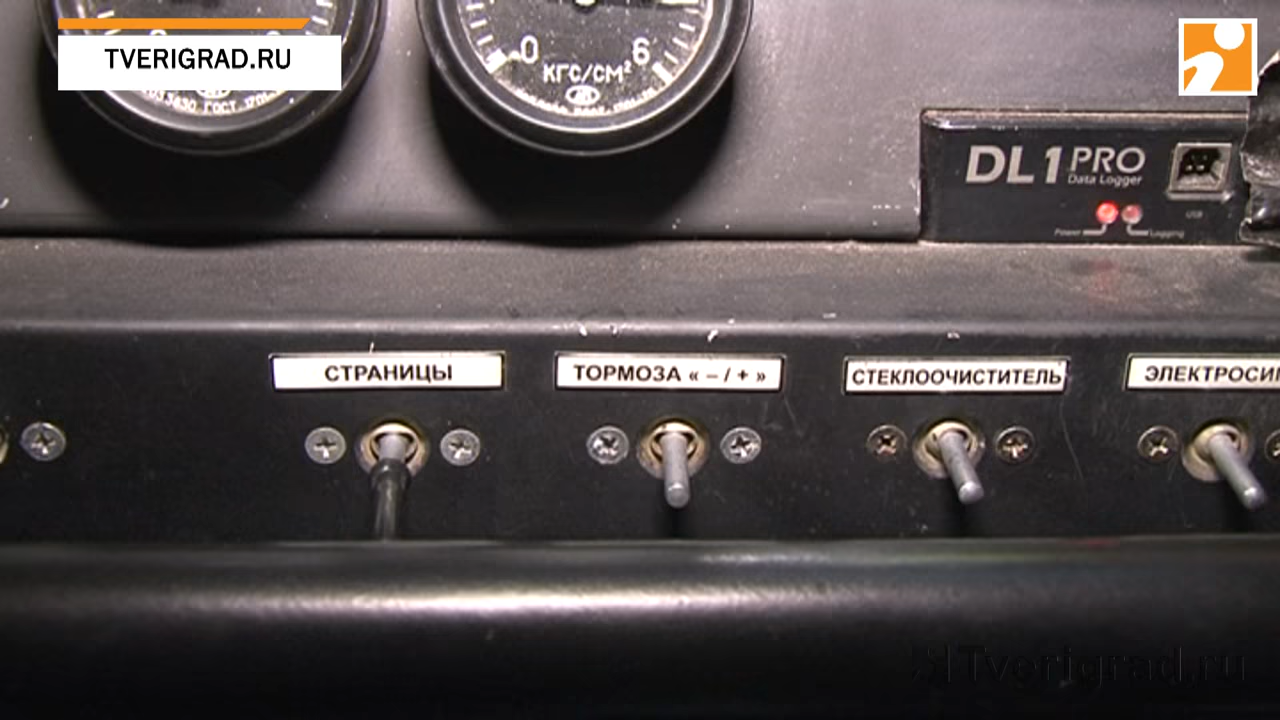 TVERIGRAD.RU
0 6
КГС/СМ²
ГОСТ
DL1 PRO
Data Logger
USB
Power Logging
СТРАНИЦЫ
ТОРМОЗА « – / + »
СТЕКЛООЧИСТИТЕЛЬ
ЭЛЕКТРОСИ
Tverigrad.ru